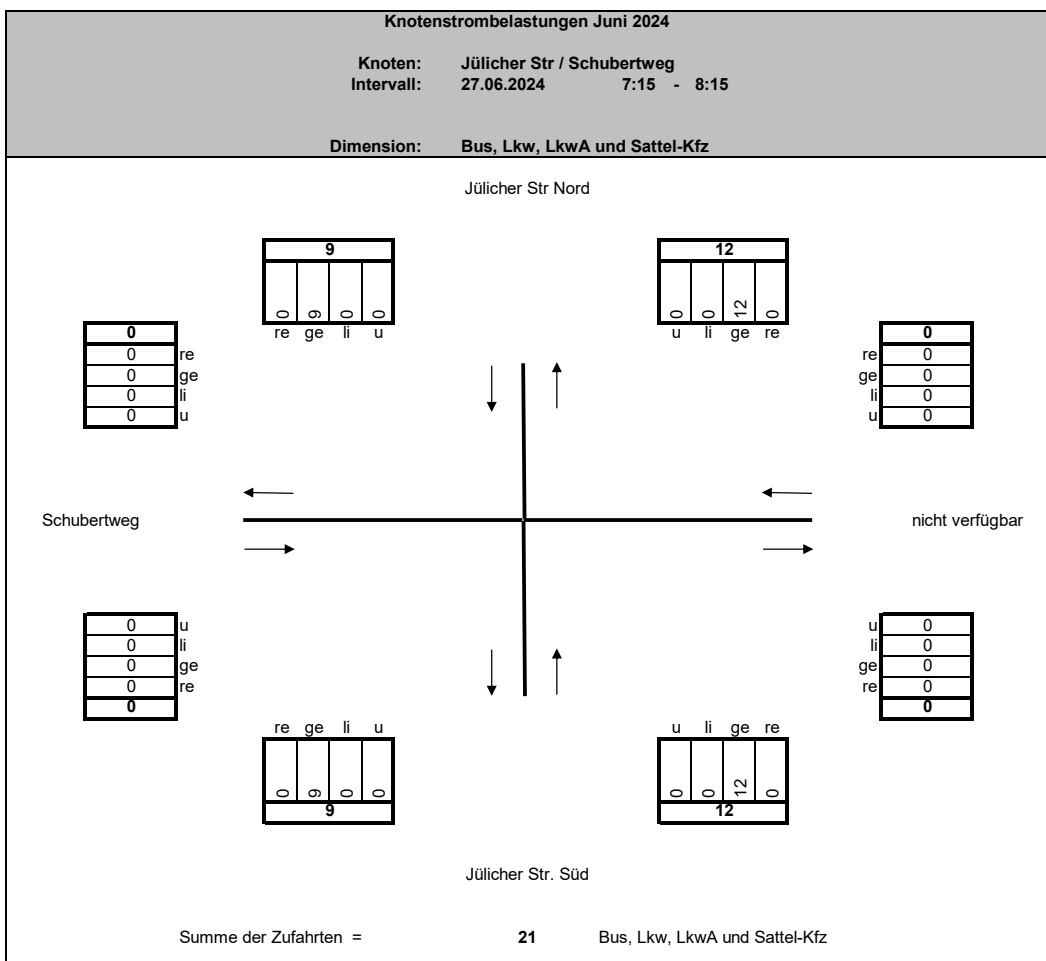 Knotenstrombelastungen Juni 2024
Knoten: Jülicher Str / Schubertweg
Intervall: 27.06.2024 7:15 - 8:15
Dimension: Bus, Lkw, LkwA und Sattel-Kfz
Jülicher Str Nord
9 12
0 9 0 0 0 0 12 0
re ge li u u li ge re
0 0
0 re re 0
0 ge ge 0
0 li li 0
0 u u 0
Schubertweg nicht verfügbar
0 u u 0
0 li li 0
0 ge ge 0
0 re re 0
0 0
re ge li u u li ge re
0 9 0 0 0 0 12 0
9 12
Jülicher Str. Süd
Summe der Zufahrten = 21 Bus, Lkw, LkwA und Sattel-Kfz